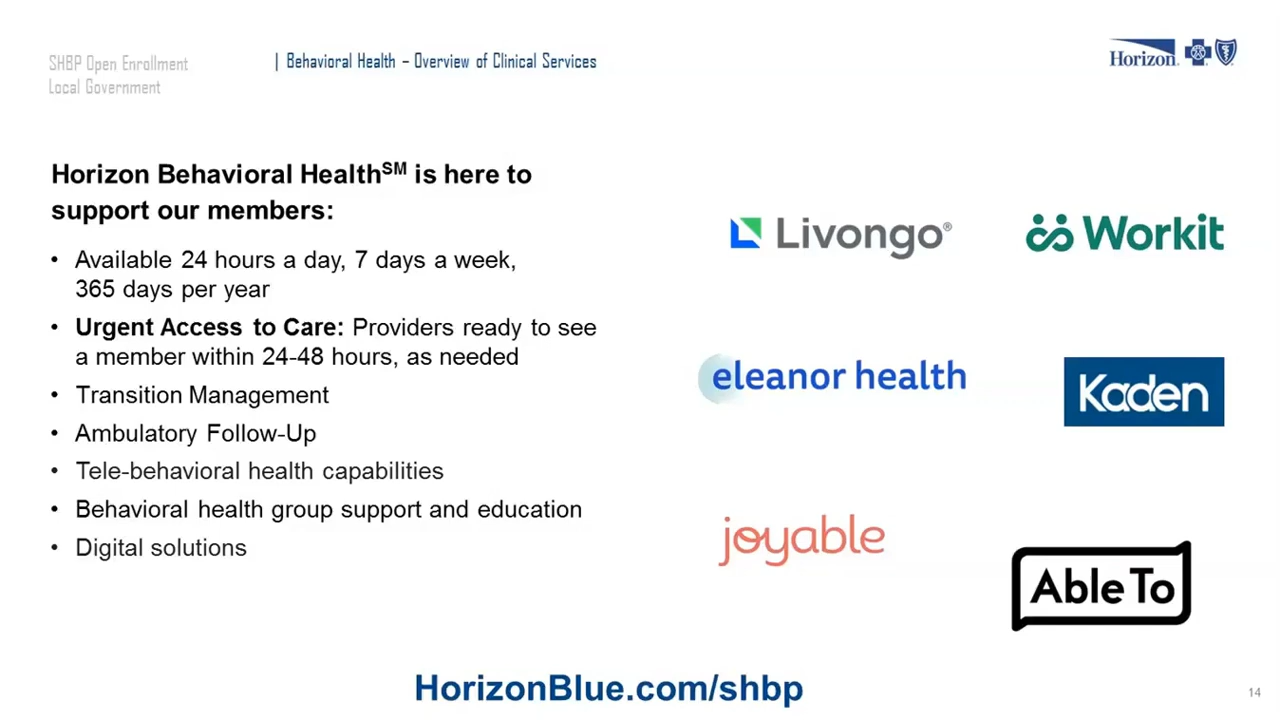 SHBP Open Enrollment
Local Government
| Behavioral Health – Overview of Clinical Services
Horizon®
Horizon Behavioral Health℠ is here to
support our members:
• Available 24 hours a day, 7 days a week,
365 days per year
• Urgent Access to Care: Providers ready to see
a member within 24-48 hours, as needed
• Transition Management
• Ambulatory Follow-Up
• Tele-behavioral health capabilities
• Behavioral health group support and education
• Digital solutions
Livongo®
Workit
eleanor health
Kaden
joyable
AbleTo
HorizonBlue.com/shbp
14